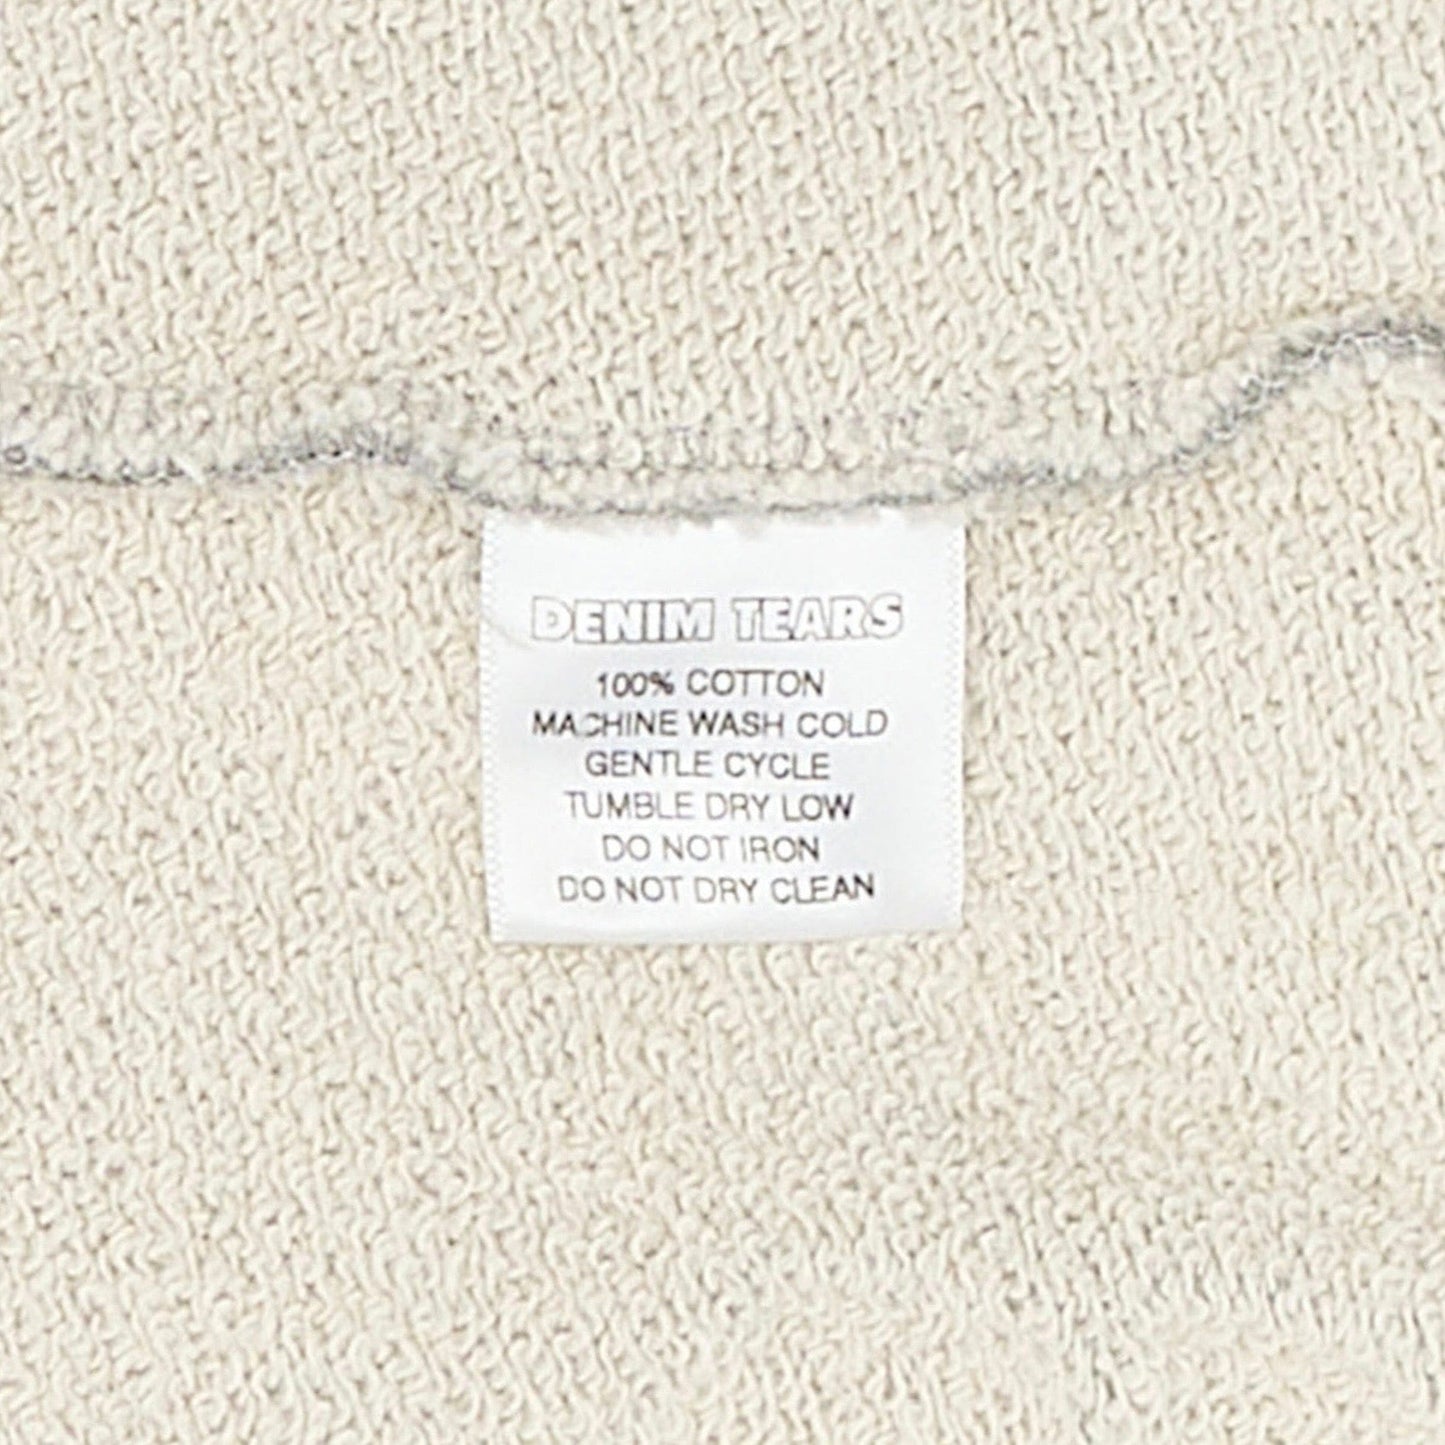 DENIM TEARS
100% COTTON
MACHINE WASH COLD
GENTLE CYCLE
TUMBLE DRY LOW
DO NOT IRON
DO NOT DRY CLEAN